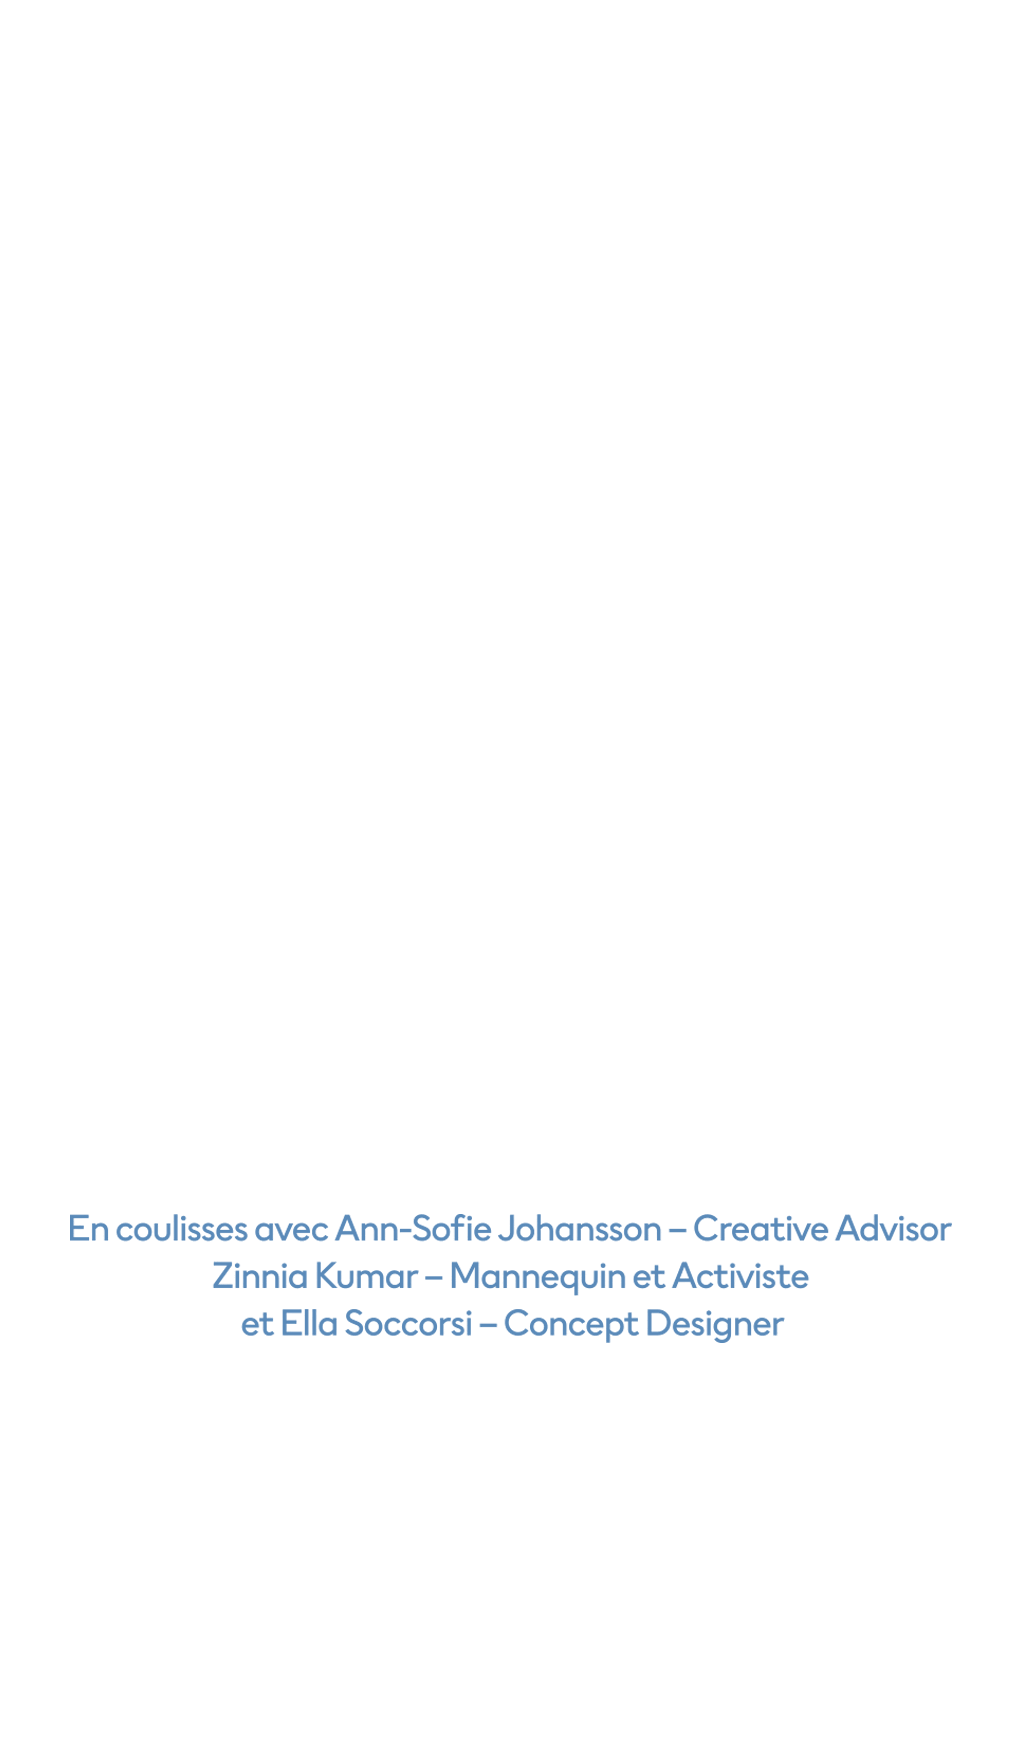 En coulisses avec Ann-Sofie Johansson – Creative Advisor
Zinnia Kumar – Mannequin et Activiste
et Ella Soccorsi – Concept Designer